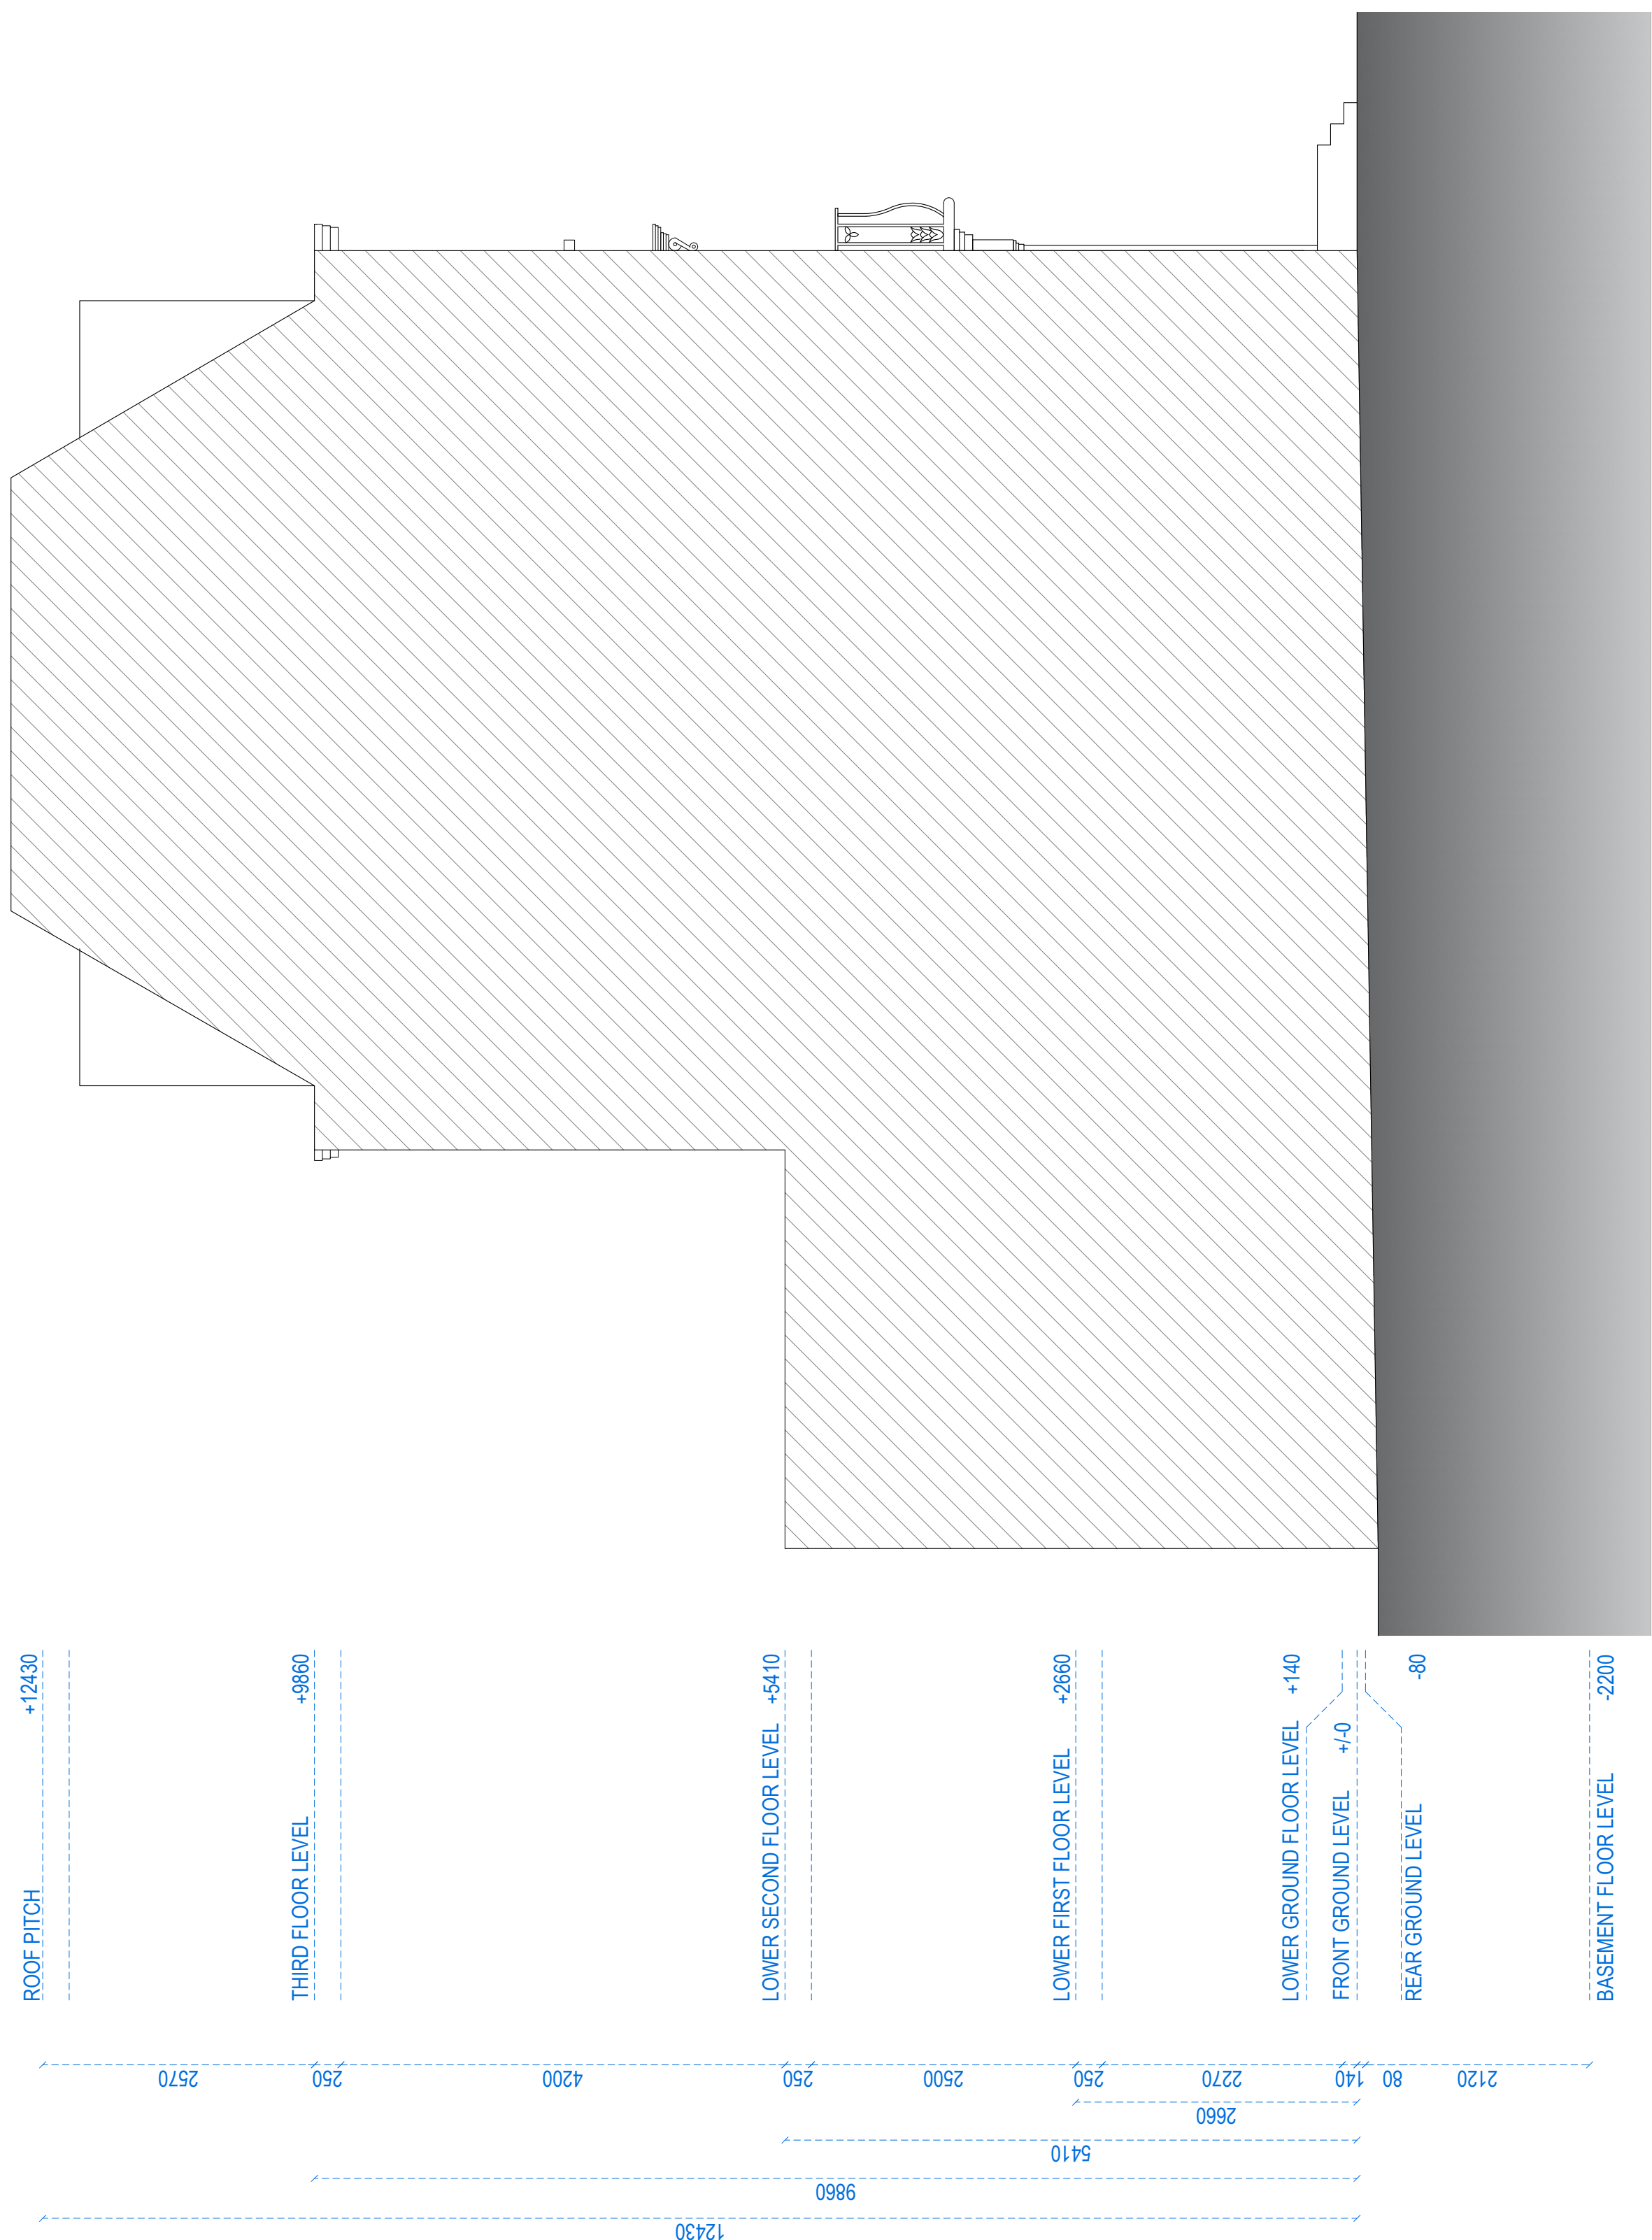 ROOF PITCH +12430
THIRD FLOOR LEVEL +9860
LOWER SECOND FLOOR LEVEL +5410
LOWER FIRST FLOOR LEVEL +2660
LOWER GROUND FLOOR LEVEL +140
FRONT GROUND LEVEL +/-0
REAR GROUND LEVEL -80
BASEMENT FLOOR LEVEL -2200
2570
250
4200
250
2500
250
2270
140
80
2120
2660
5410
9860
12430